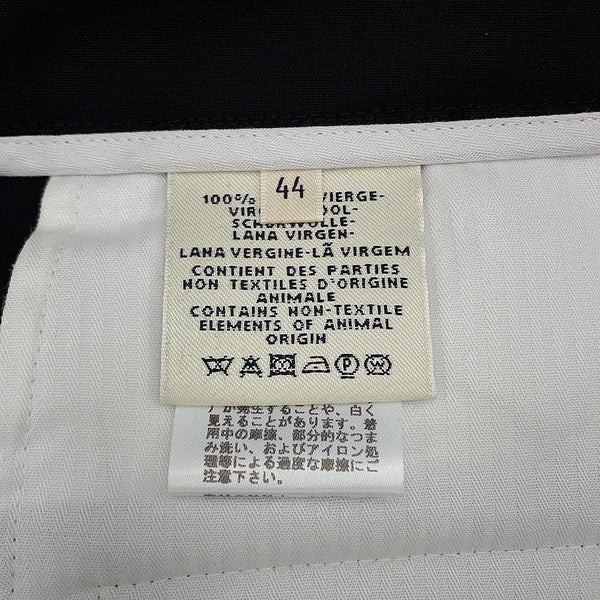 44
100% VIERGE-
VIRG OOL-
SCHURWOLLE-
LANA VIRGEN-
LANA VERGINE-LÃ VIRGEM
CONTIENT DES PARTIES
NON TEXTILES D'ORIGINE
ANIMALE
CONTAINS NON-TEXTILE
ELEMENTS OF ANIMAL
ORIGIN
P W
が発生することや、白く
見えることがあります。着
用中の摩擦、部分的なつま
み洗い、およびアイロン処
理等による過度な摩擦にご
注意下さい。